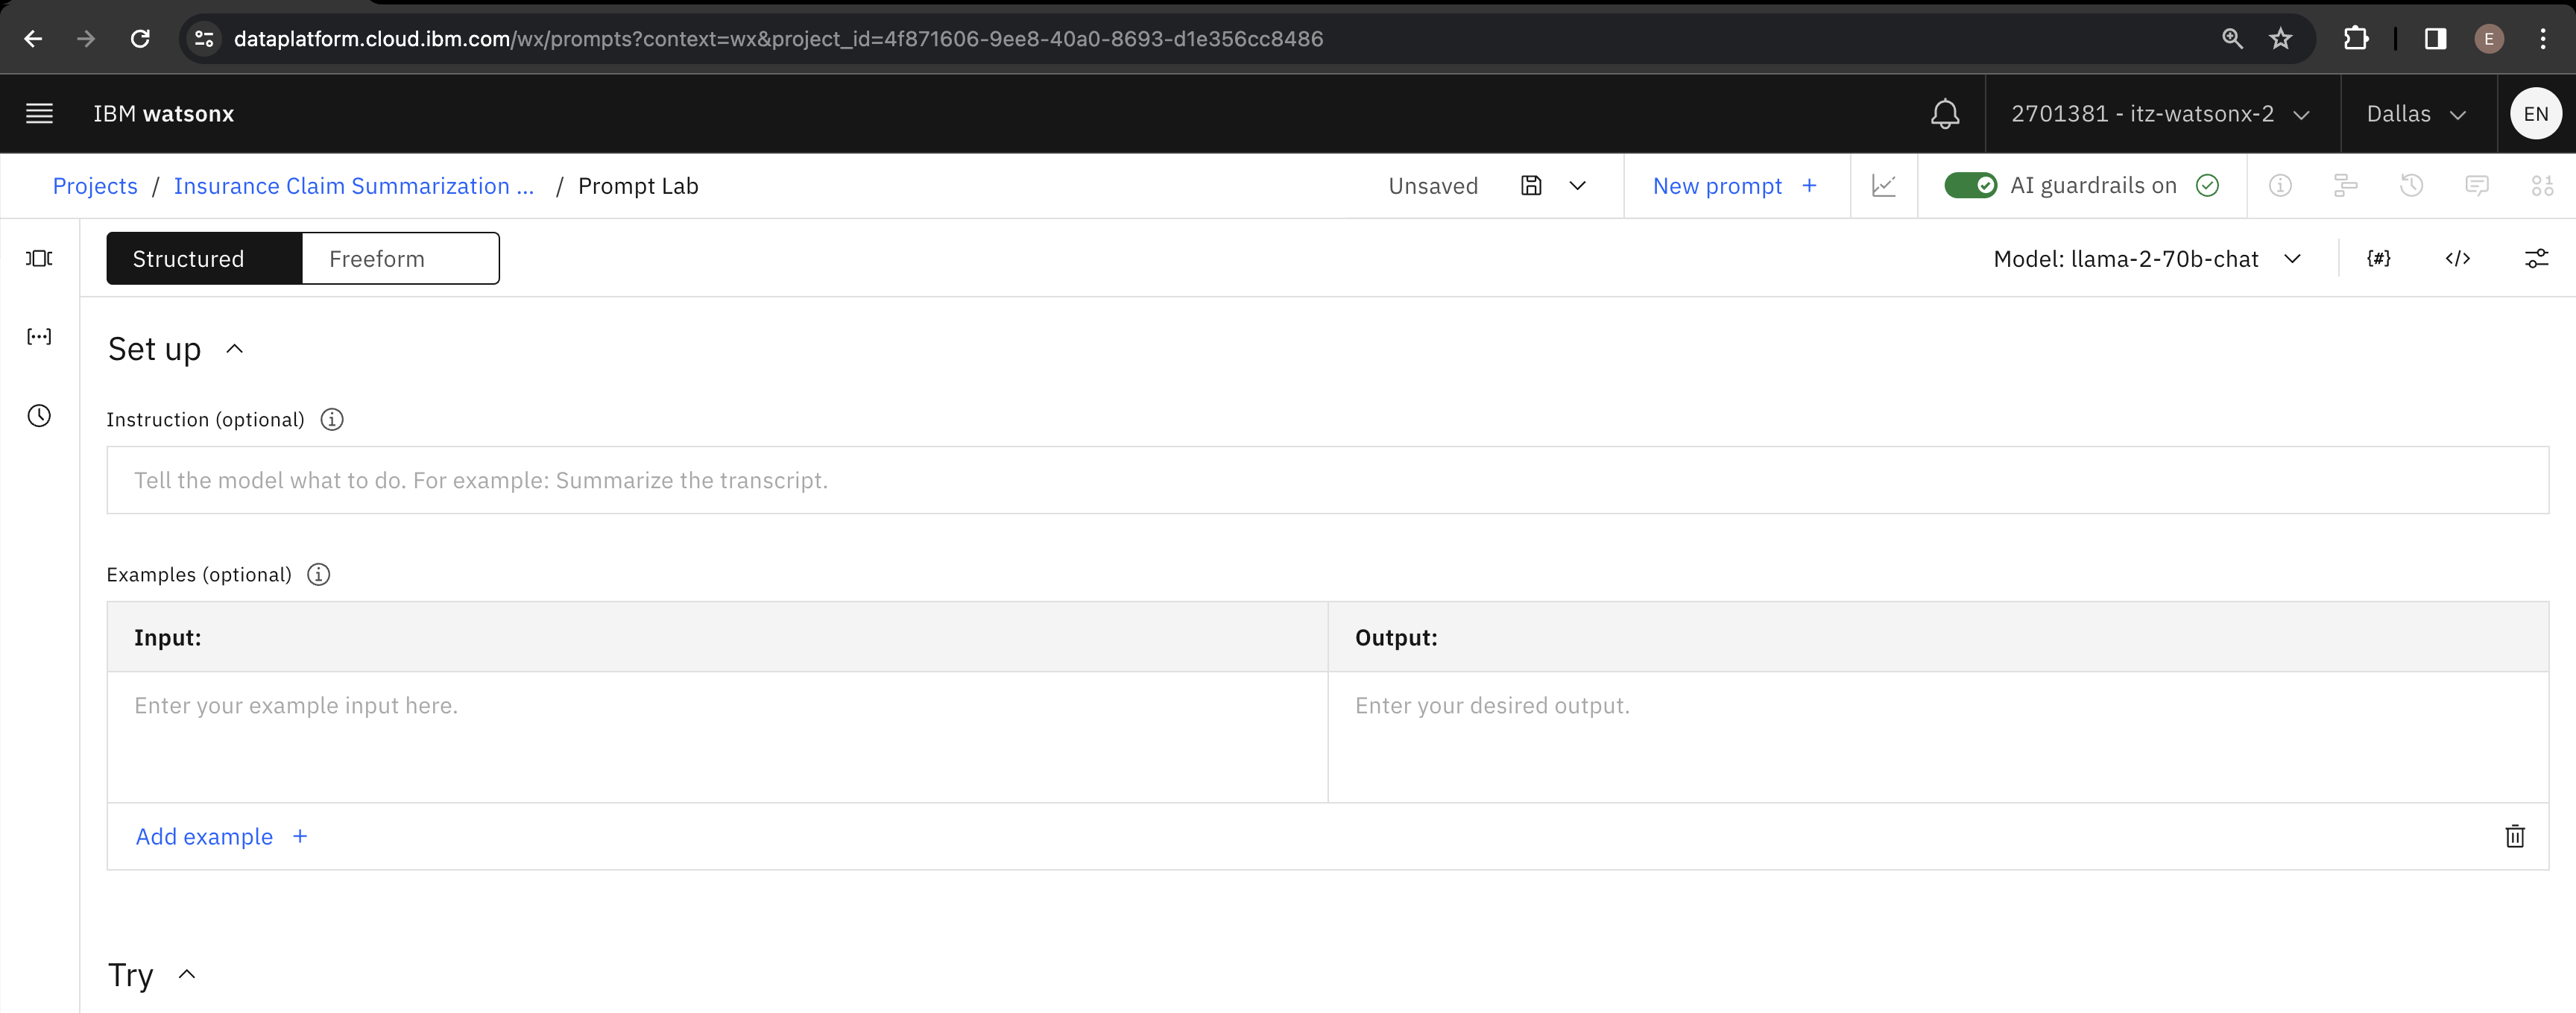 dataplatform.cloud.ibm.com/wx/prompts?context=wx&project_id=4f871606-9ee8-40a0-8693-d1e356cc8486
E
IBM watsonx
2701381 - itz-watsonx-2
Dallas
EN
Projects / Insurance Claim Summarization ... / Prompt Lab
Unsaved
New prompt +
AI guardrails on
Structured
Freeform
Model: llama-2-70b-chat
{#}
</>
Set up
Instruction (optional)
Tell the model what to do. For example: Summarize the transcript.
Examples (optional)
Input:
Output:
Enter your example input here.
Enter your desired output.
Add example +
Try